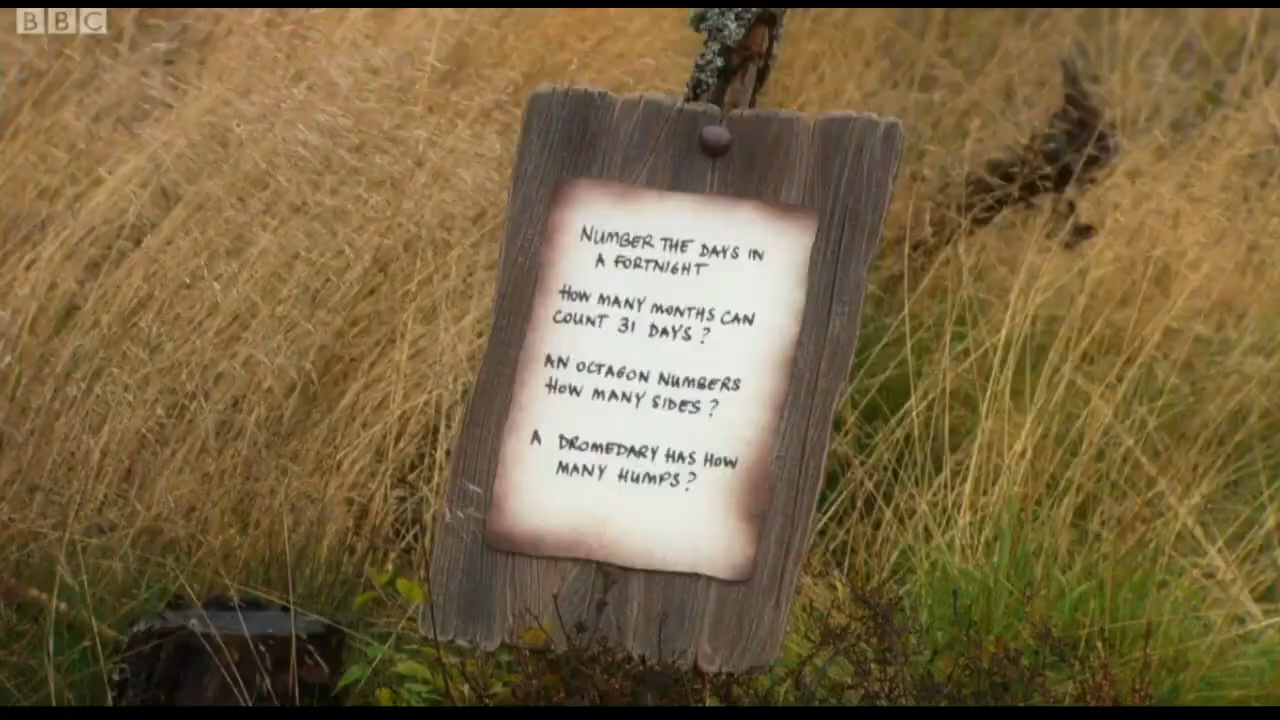 BBC
NUMBER THE DAYS IN
A FORTNIGHT
HOW MANY MONTHS CAN
COUNT 31 DAYS?
AN OCTAGON NUMBERS
HOW MANY SIDES?
A DROMEDARY HAS HOW
MANY HUMPS?